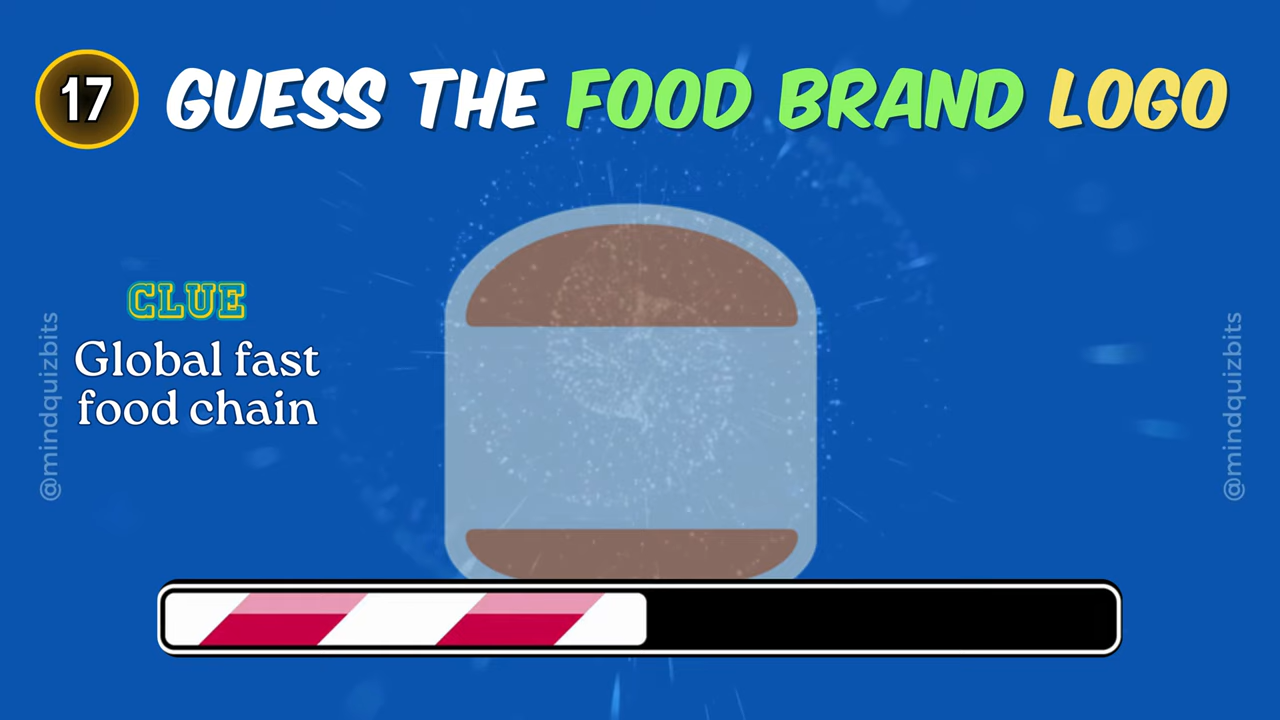 17
GUESS THE FOOD BRAND LOGO
CLUE
Global fast
food chain
@mindquizbits
@mindquizbits